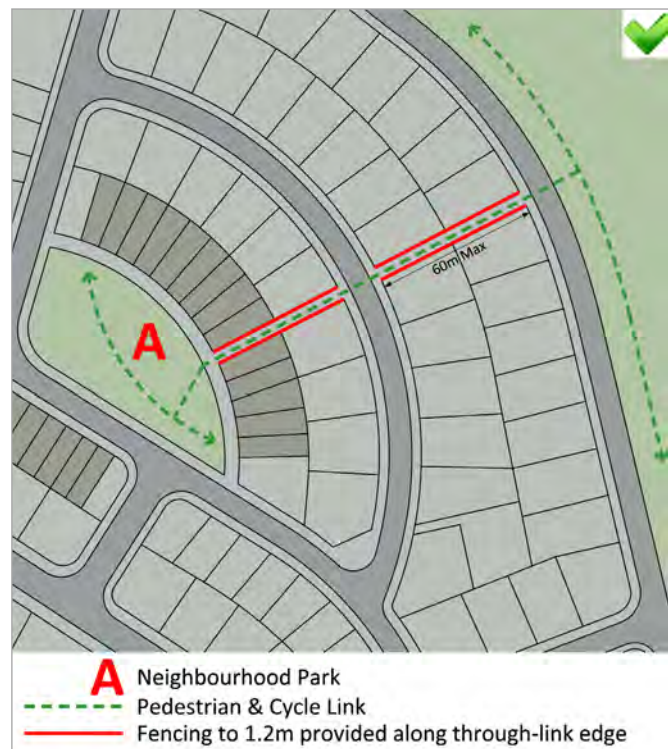 60m Max
A
A Neighbourhood Park
Pedestrian & Cycle Link
Fencing to 1.2m provided along through-link edge